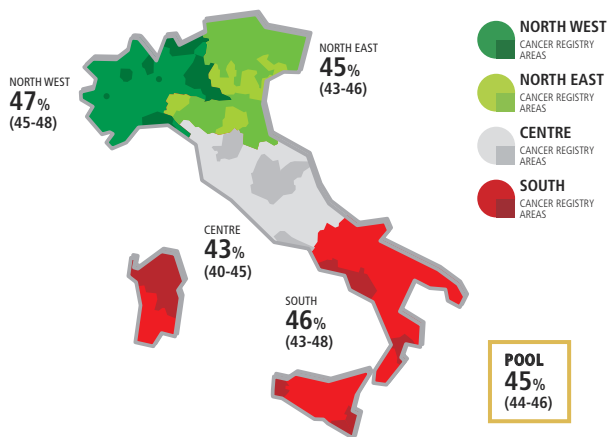 NORTH WEST
47%
(45-48)
NORTH EAST
45%
(43-46)
CENTRE
43%
(40-45)
SOUTH
46%
(43-48)
NORTH WEST
CANCER REGISTRY
AREAS
NORTH EAST
CANCER REGISTRY
AREAS
CENTRE
CANCER REGISTRY
AREAS
SOUTH
CANCER REGISTRY
AREAS
POOL
45%
(44-46)